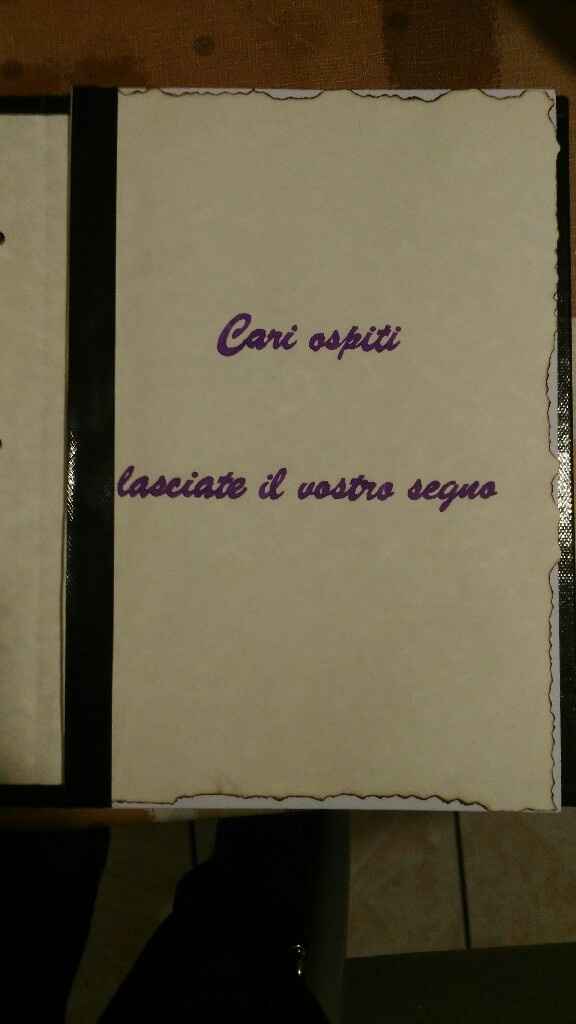 Cari ospiti
lasciate il vostro segno